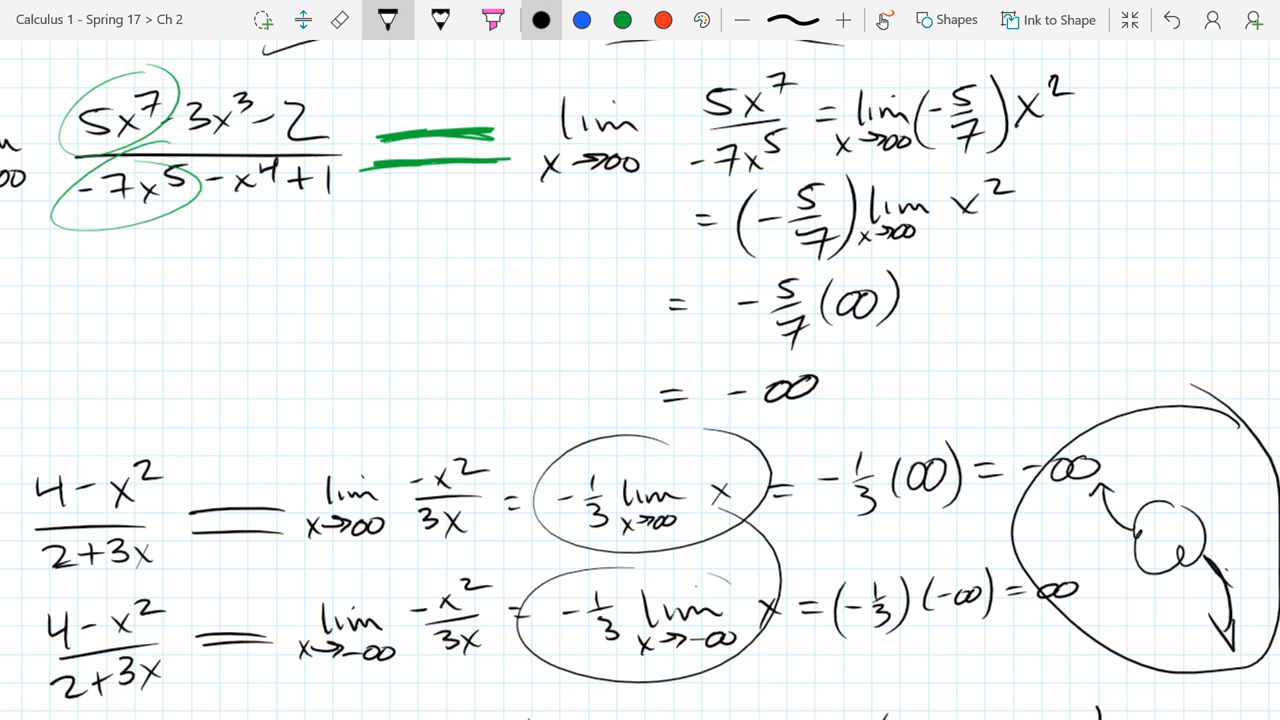 Calculus 1 - Spring 17 > Ch 2
Shapes
Ink to Shape
∞ (5x^7 - 3x^3 - 2)/(-7x^5 - x^4 + 1) = lim x→∞ 5x^7/(-7x^5) = lim x→∞ (-5/7) x^2
= (-5/7) lim x→∞ x^2
= -5/7 (∞)
= -∞
(4 - x^2)/(2 + 3x) = lim x→∞ -x^2/3x = -1/3 lim x→∞ x = -1/3 (∞) = -∞
(4 - x^2)/(2 + 3x) = lim x→-∞ -x^2/3x = -1/3 lim x→-∞ x = (-1/3)(-∞) = ∞